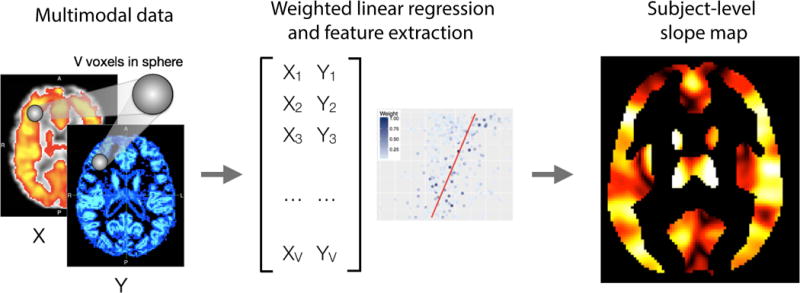 Multimodal data
Weighted linear regression
and feature extraction
Subject-level
slope map
V voxels in sphere
A
R
P
X
A
R
L
P
Y
X1 Y1
X2 Y2
X3 Y3
... ...
XV YV
Weight
1.00
0.75
0.50
0.25